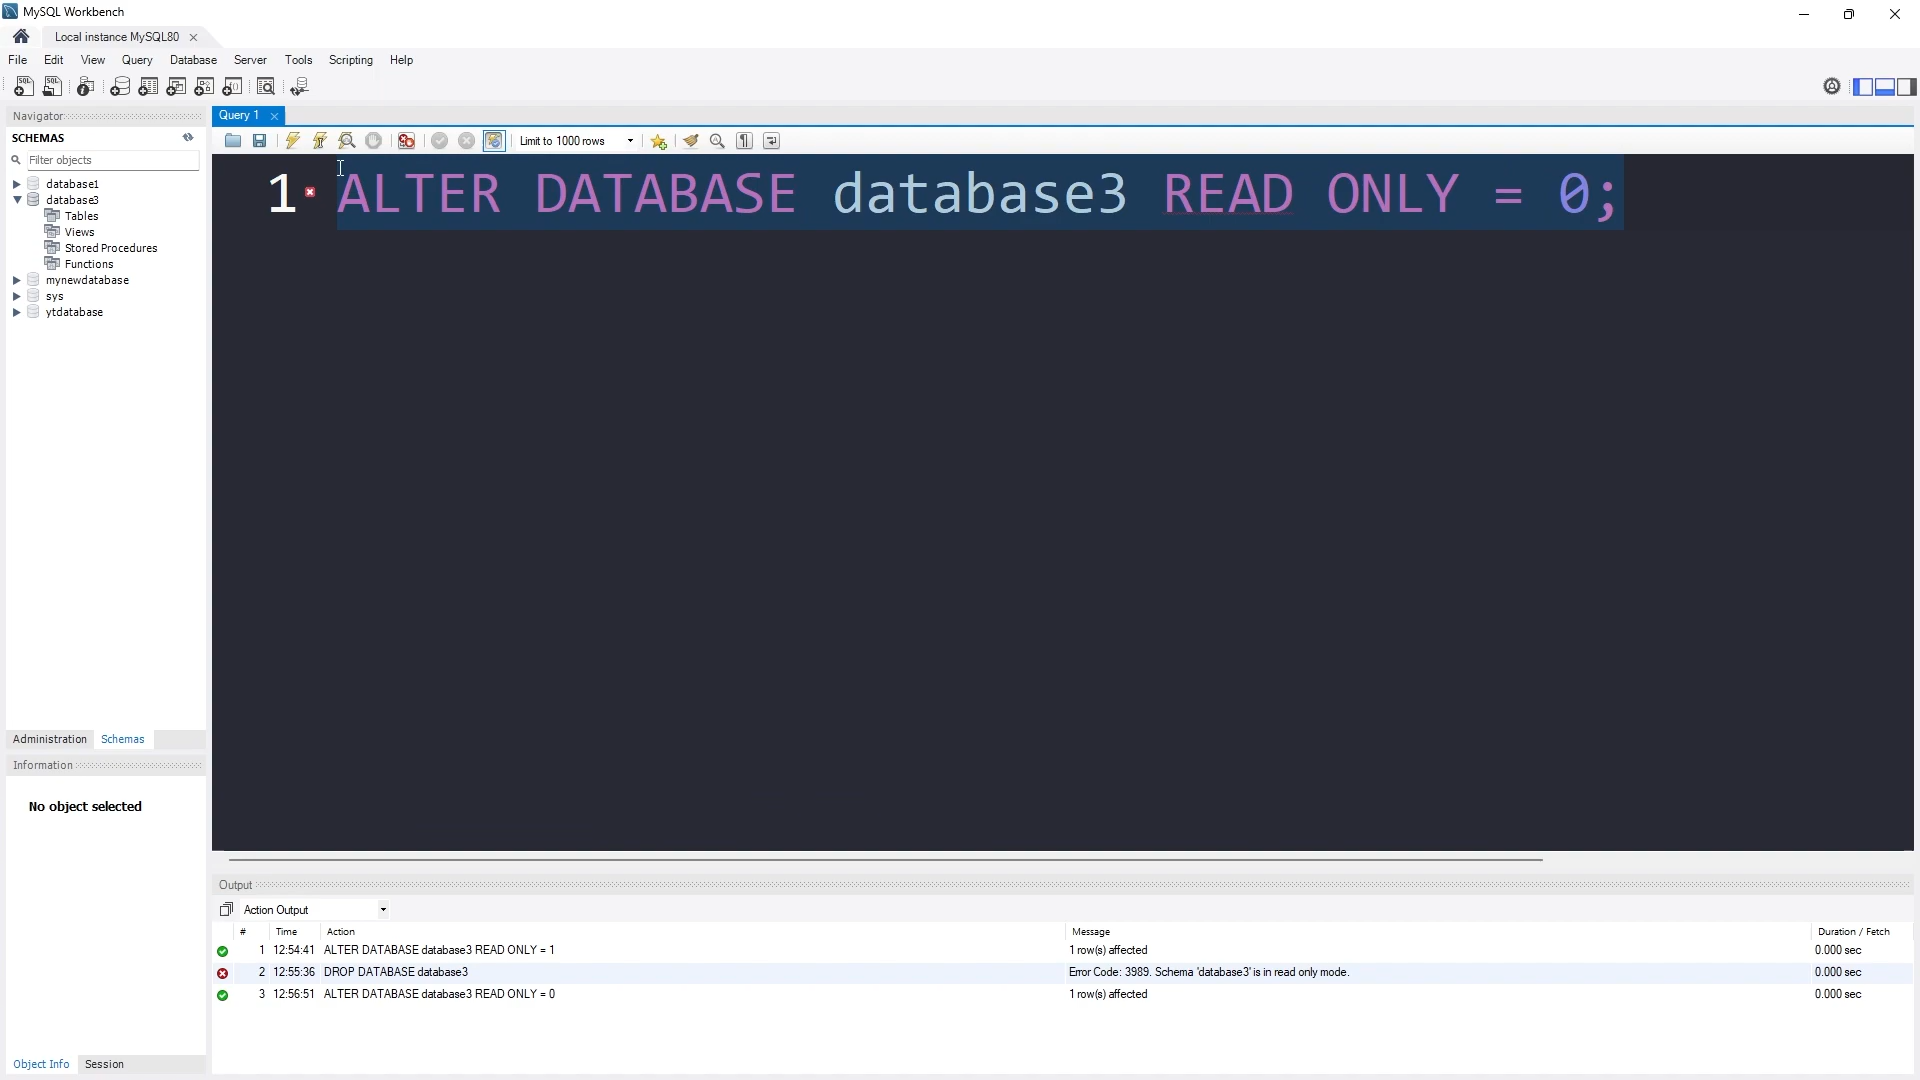 MySQL Workbench
Local instance MySQL80
File Edit View Query Database Server Tools Scripting Help
Navigator
Query 1
SCHEMAS
Limit to 1000 rows
Filter objects
database1
database3
Tables
Views
Stored Procedures
Functions
mynewdatabase
sys
ytdatabase
1 ALTER DATABASE database3 READ ONLY = 0;
Administration Schemas
Information
No object selected
Object Info Session
Output
Action Output
# Time Action Message Duration / Fetch
1 12:54:41 ALTER DATABASE database3 READ ONLY = 1 1 row(s) affected 0.000 sec
2 12:55:36 DROP DATABASE database3 Error Code: 3989. Schema 'database3' is in read only mode. 0.000 sec
3 12:56:51 ALTER DATABASE database3 READ ONLY = 0 1 row(s) affected 0.000 sec